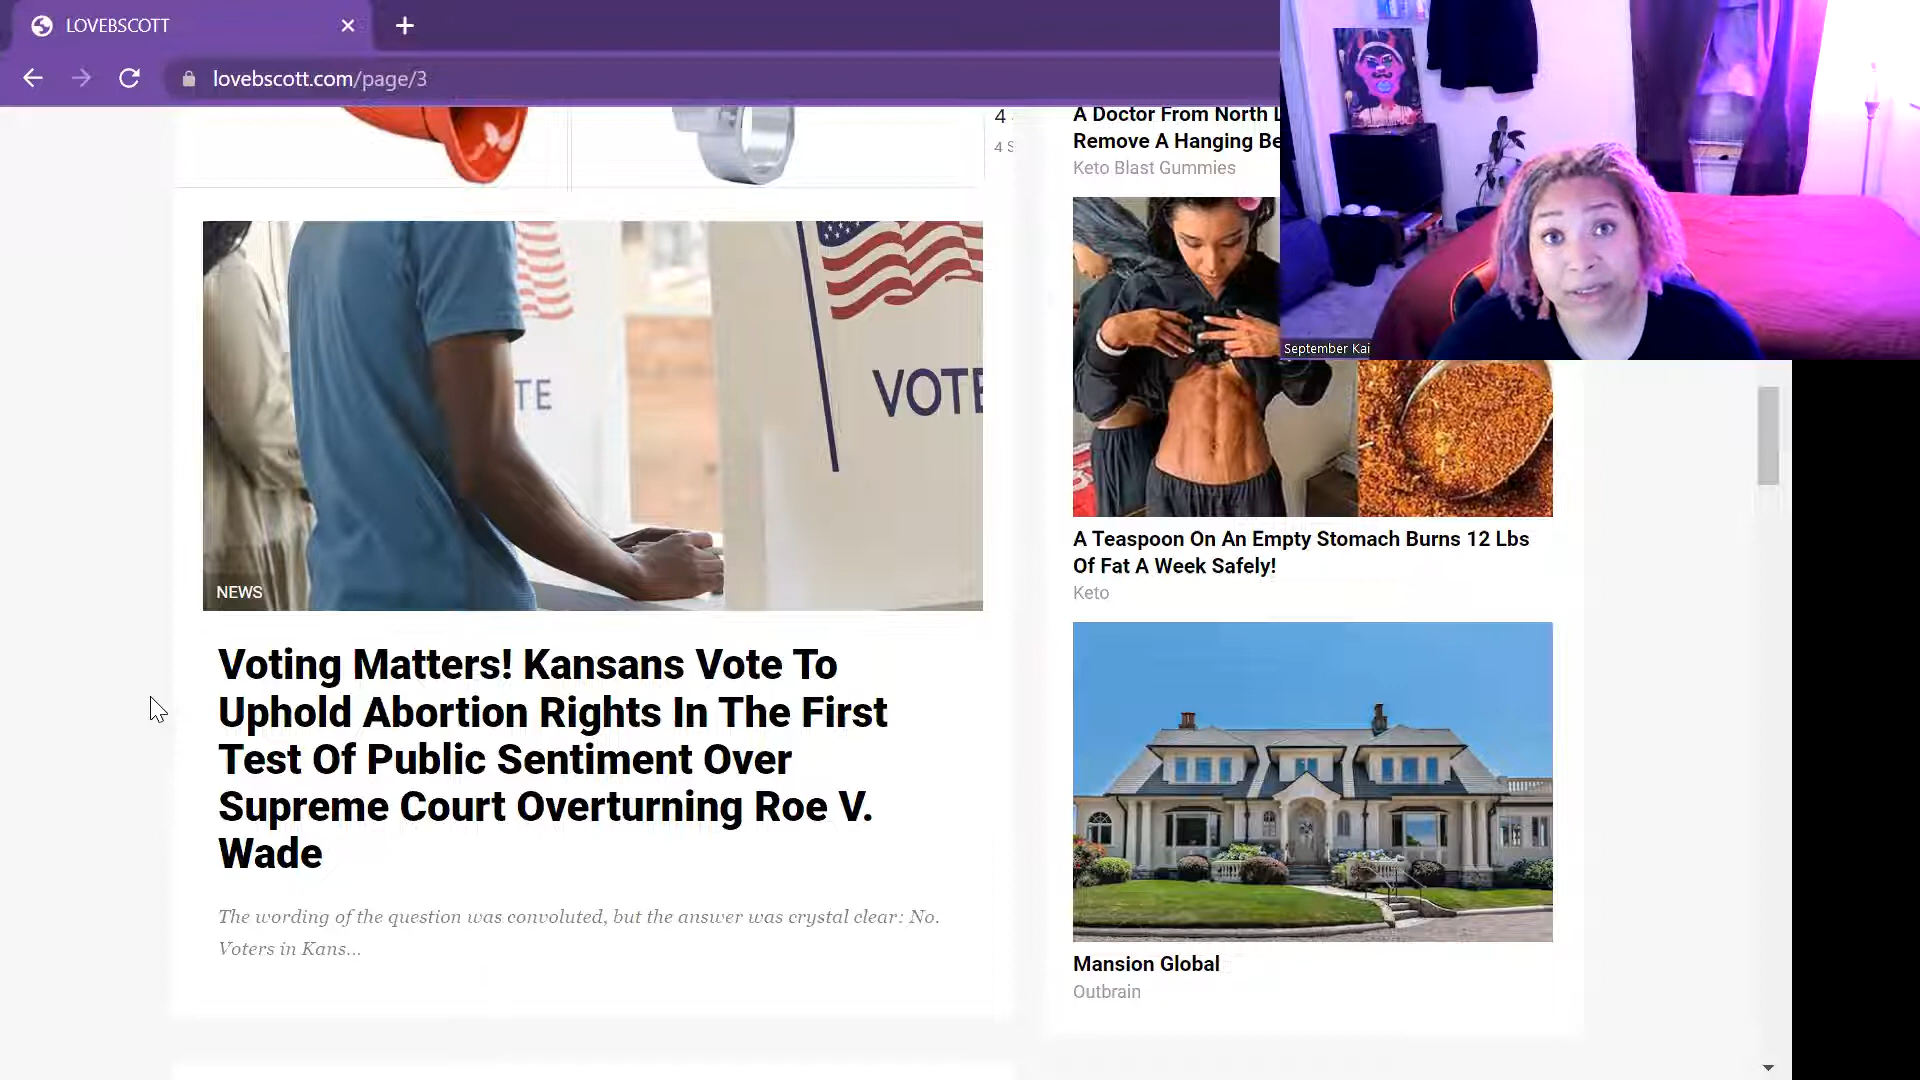 LOVEBSCOTT
lovebscott.com/page/3
4
4 S
A Doctor From North
Remove A Hanging
Keto Blast Gummies
September Kai
TE
VOTE
NEWS
Voting Matters! Kansans Vote To
Uphold Abortion Rights In The First
Test Of Public Sentiment Over
Supreme Court Overturning Roe V.
Wade
The wording of the question was convoluted, but the answer was crystal clear: No.
Voters in Kans...
A Teaspoon On An Empty Stomach Burns 12 Lbs
Of Fat A Week Safely!
Keto
Mansion Global
Outbrain